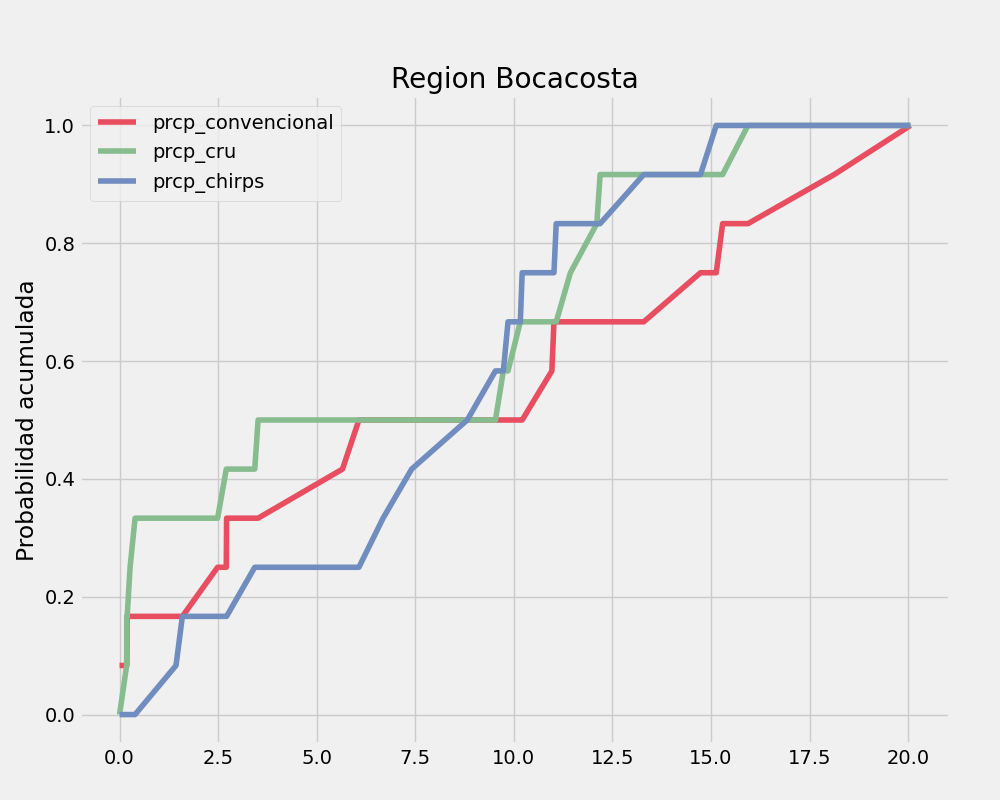 Region Bocacosta
prcp_convencional
prcp_cru
prcp_chirps
Probabilidad acumulada
1.0
0.8
0.6
0.4
0.2
0.0
0.0 2.5 5.0 7.5 10.0 12.5 15.0 17.5 20.0